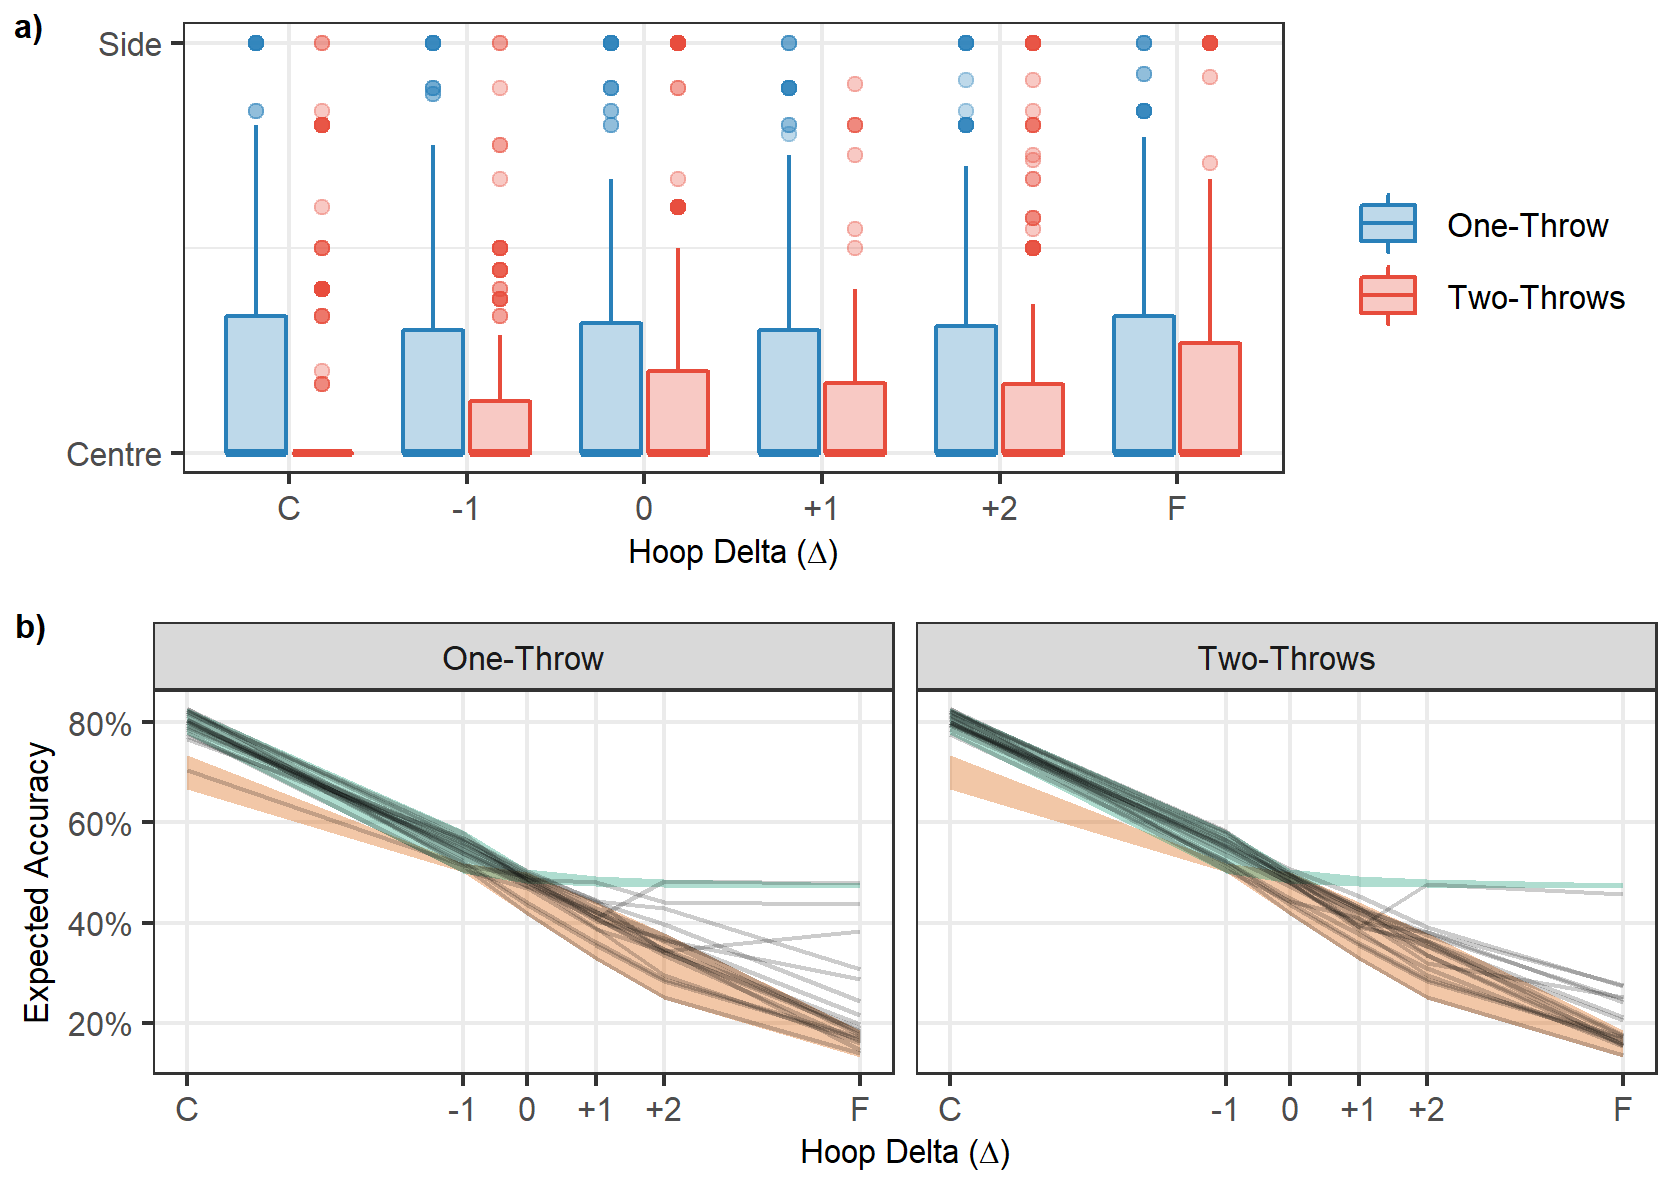 a)
Side
Centre
C -1 0 +1 +2 F
Hoop Delta (Δ)
One-Throw
Two-Throws
b)
One-Throw
Two-Throws
Expected Accuracy
80%
60%
40%
20%
C -1 0 +1 +2 F
C -1 0 +1 +2 F
Hoop Delta (Δ)